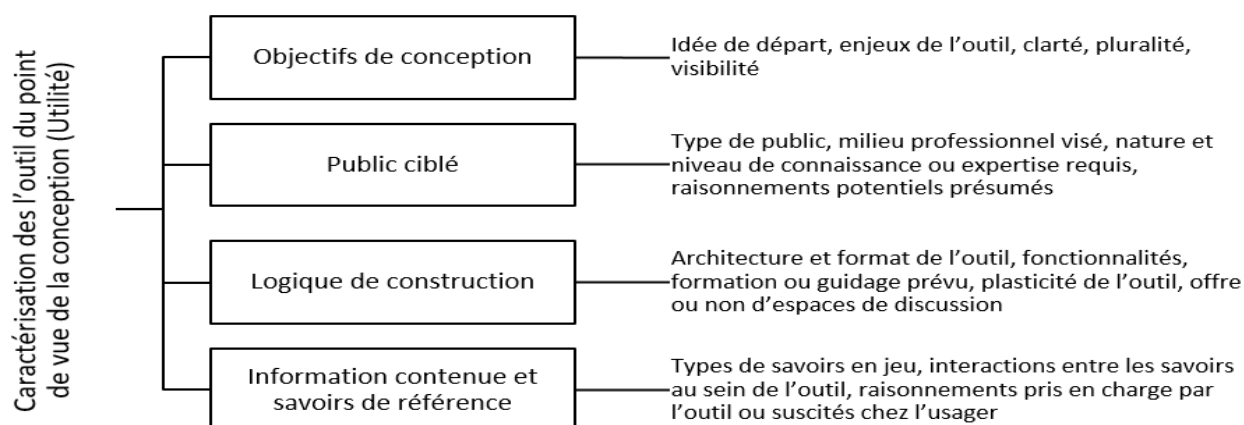 Caractérisation des l'outil du point
de vue de la conception (Utilité)
Objectifs de conception
Idée de départ, enjeux de l'outil, clarté, pluralité,
visibilité
Public ciblé
Type de public, milieu professionnel visé, nature et
niveau de connaissance ou expertise requis,
raisonnements potentiels présumés
Logique de construction
Architecture et format de l'outil, fonctionnalités,
formation ou guidage prévu, plasticité de l'outil, offre
ou non d'espaces de discussion
Information contenue et
savoirs de référence
Types de savoirs en jeu, interactions entre les savoirs
au sein de l'outil, raisonnements pris en charge par
l'outil ou suscités chez l'usager